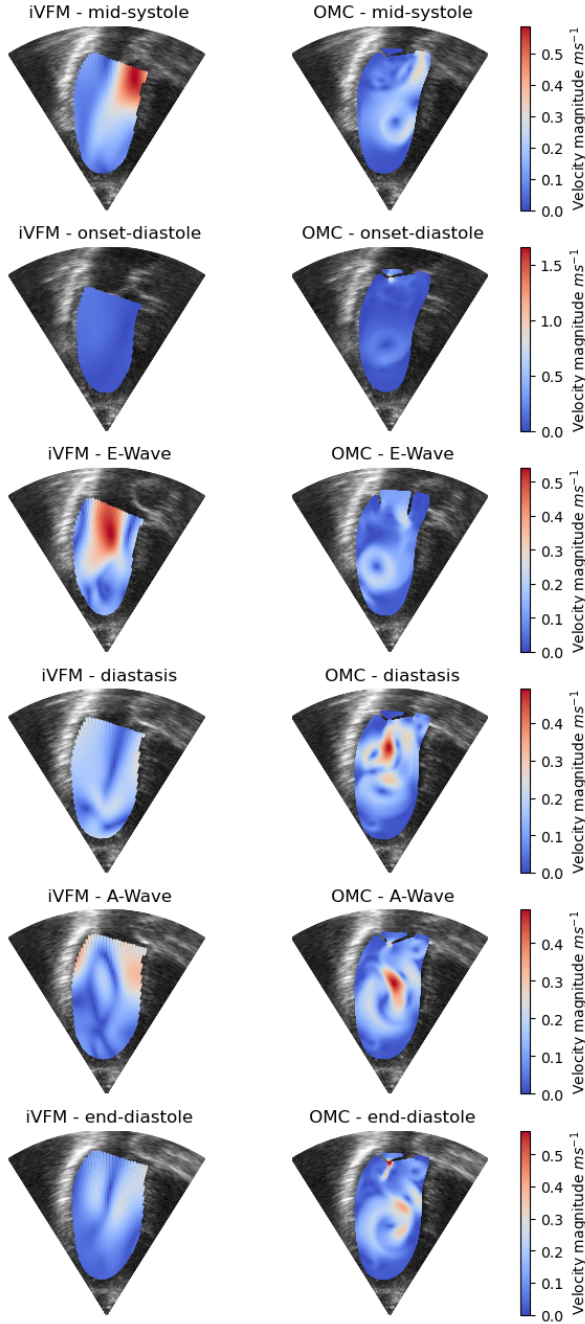 iVFM - mid-systole
OMC - mid-systole
0.5
0.4
0.3
0.2
0.1
0.0
Velocity magnitude ms⁻¹
iVFM - onset-diastole
OMC - onset-diastole
1.5
1.0
0.5
0.0
Velocity magnitude ms⁻¹
iVFM - E-Wave
OMC - E-Wave
0.5
0.4
0.3
0.2
0.1
0.0
Velocity magnitude ms⁻¹
iVFM - diastasis
OMC - diastasis
0.4
0.3
0.2
0.1
0.0
Velocity magnitude ms⁻¹
iVFM - A-Wave
OMC - A-Wave
0.4
0.3
0.2
0.1
0.0
Velocity magnitude ms⁻¹
iVFM - end-diastole
OMC - end-diastole
0.5
0.4
0.3
0.2
0.1
0.0
Velocity magnitude ms⁻¹